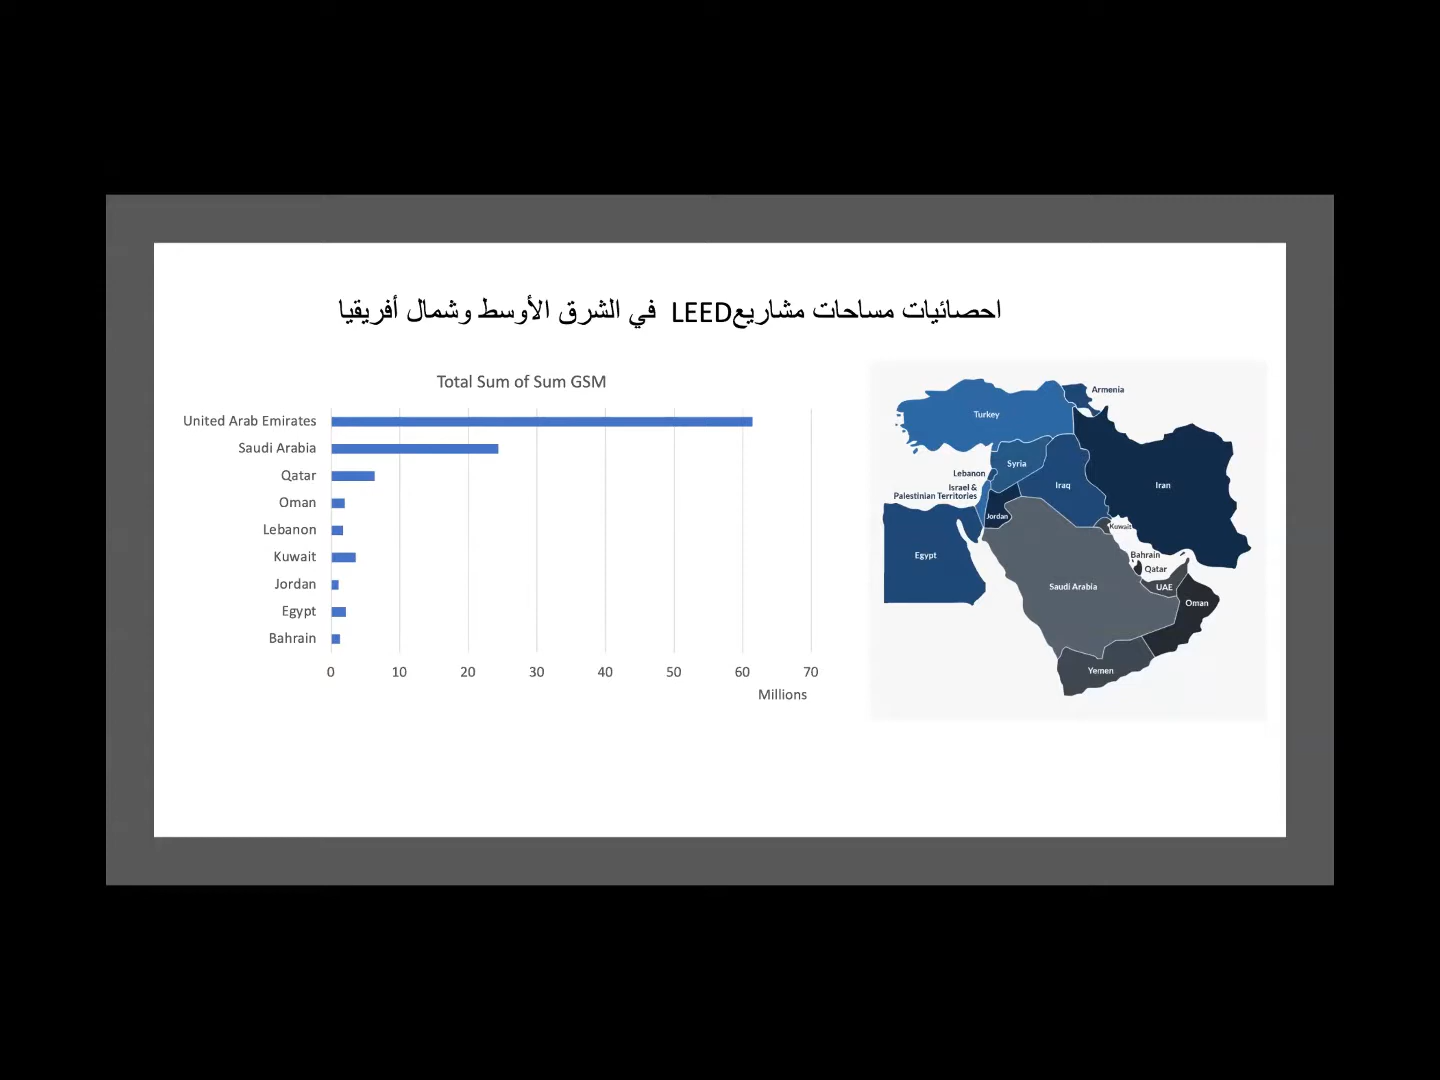 احصائيات مساحات مشاريعLEED في الشرق الأوسط وشمال أفريقيا
Total Sum of Sum GSM
United Arab Emirates
Saudi Arabia
Qatar
Oman
Lebanon
Kuwait
Jordan
Egypt
Bahrain
0 10 20 30 40 50 60 70
Millions
Armenia
Turkey
Syria
Lebanon
Israel &
Palestinian Territories
Iraq
Iran
Jordan
Kuwait
Egypt
Bahrain
Qatar
Saudi Arabia
UAE
Oman
Yemen